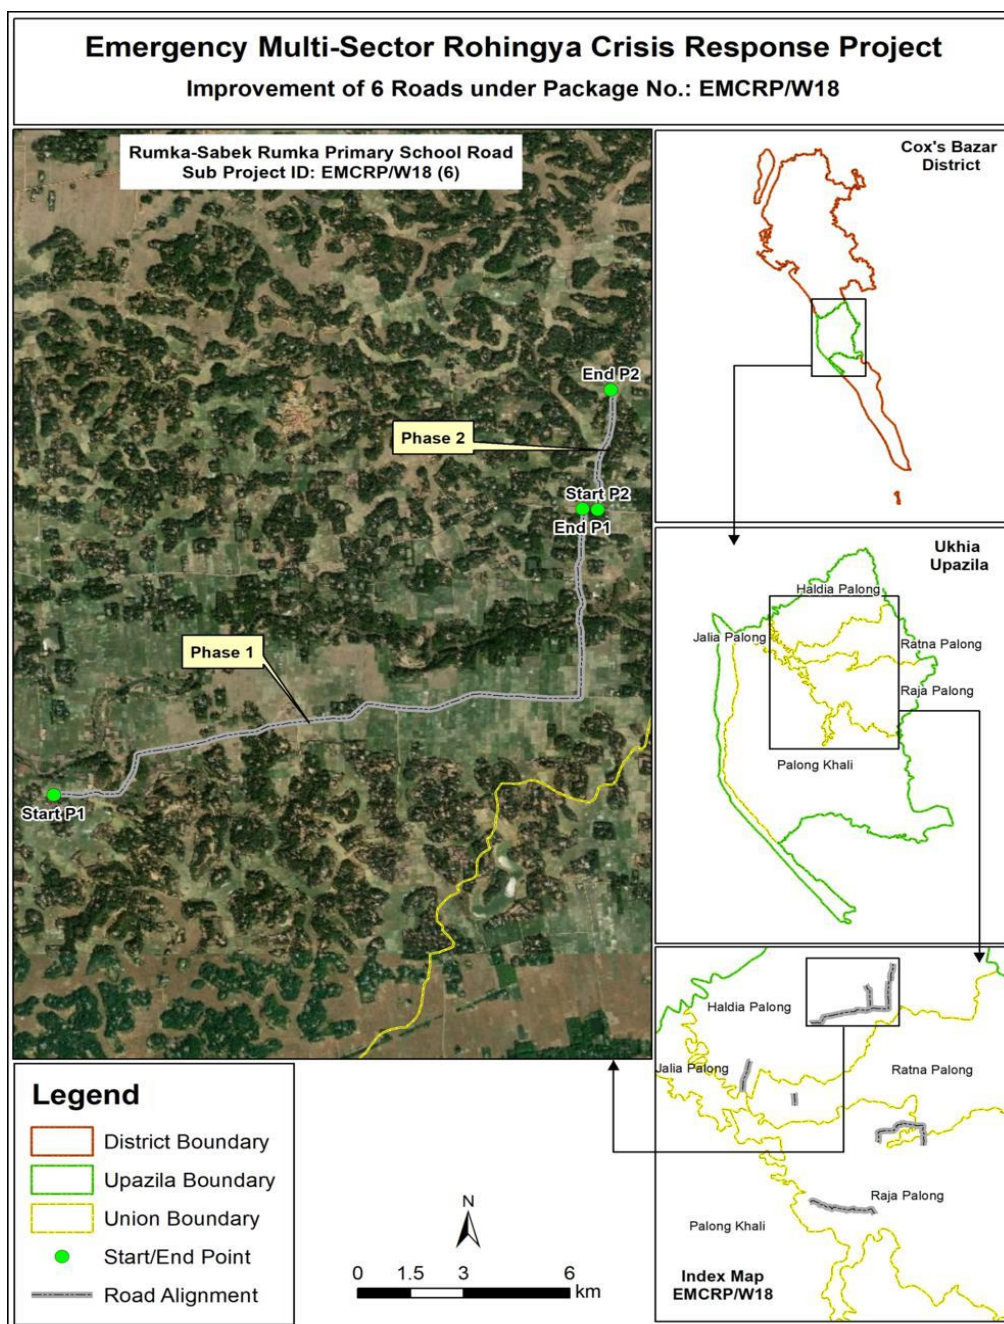 Emergency Multi-Sector Rohingya Crisis Response Project
Improvement of 6 Roads under Package No.: EMCRP/W18
Rumka-Sabek Rumka Primary School Road
Sub Project ID: EMCRP/W18 (6)
End P2
Phase 2
Start P2
End P1
Phase 1
Start P1
Cox's Bazar
District
Ukhia
Upazila
Haldia Palong
Jalia Palong
Ratna Palong
Raja Palong
Palong Khali
Haldia Palong
Jalia Palong
Ratna Palong
Raja Palong
Palong Khali
Index Map
EMCRP/W18
Legend
District Boundary
Upazila Boundary
Union Boundary
Start/End Point
Road Alignment
N
0 1.5 3 6
km